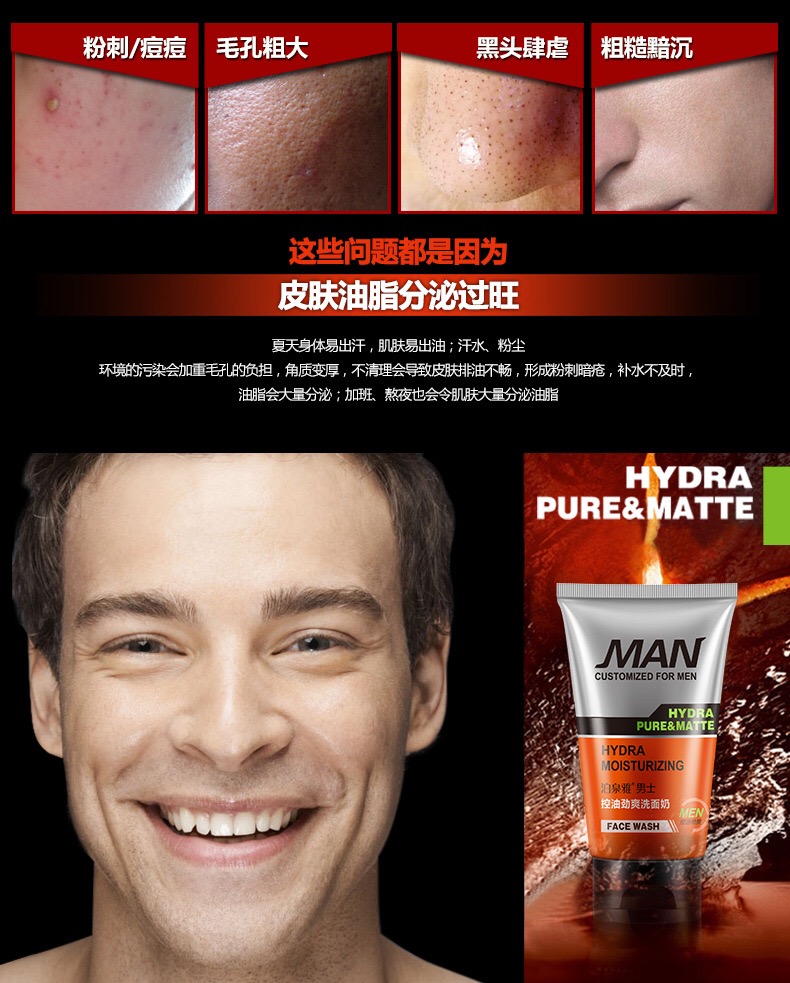 粉刺/痘痘
毛孔粗大
黑头肆虐
粗糙黯沉
这些问题都是因为
皮肤油脂分泌过旺
夏天身体易出汗，肌肤易出油；汗水、粉尘
环境的污染会加重毛孔的负担，角质变厚，不清理会导致皮肤排油不畅，形成粉刺暗疮，补水不及时，
油脂会大量分泌；加班、熬夜也会令肌肤大量分泌油脂
HYDRA
PURE&MATTE
MAN
CUSTOMIZED FOR MEN
HYDRA
PURE&MATTE
HYDRA
MOISTURIZING
泊泉雅®男士
控油劲爽洗面奶
MEN
FACE WASH